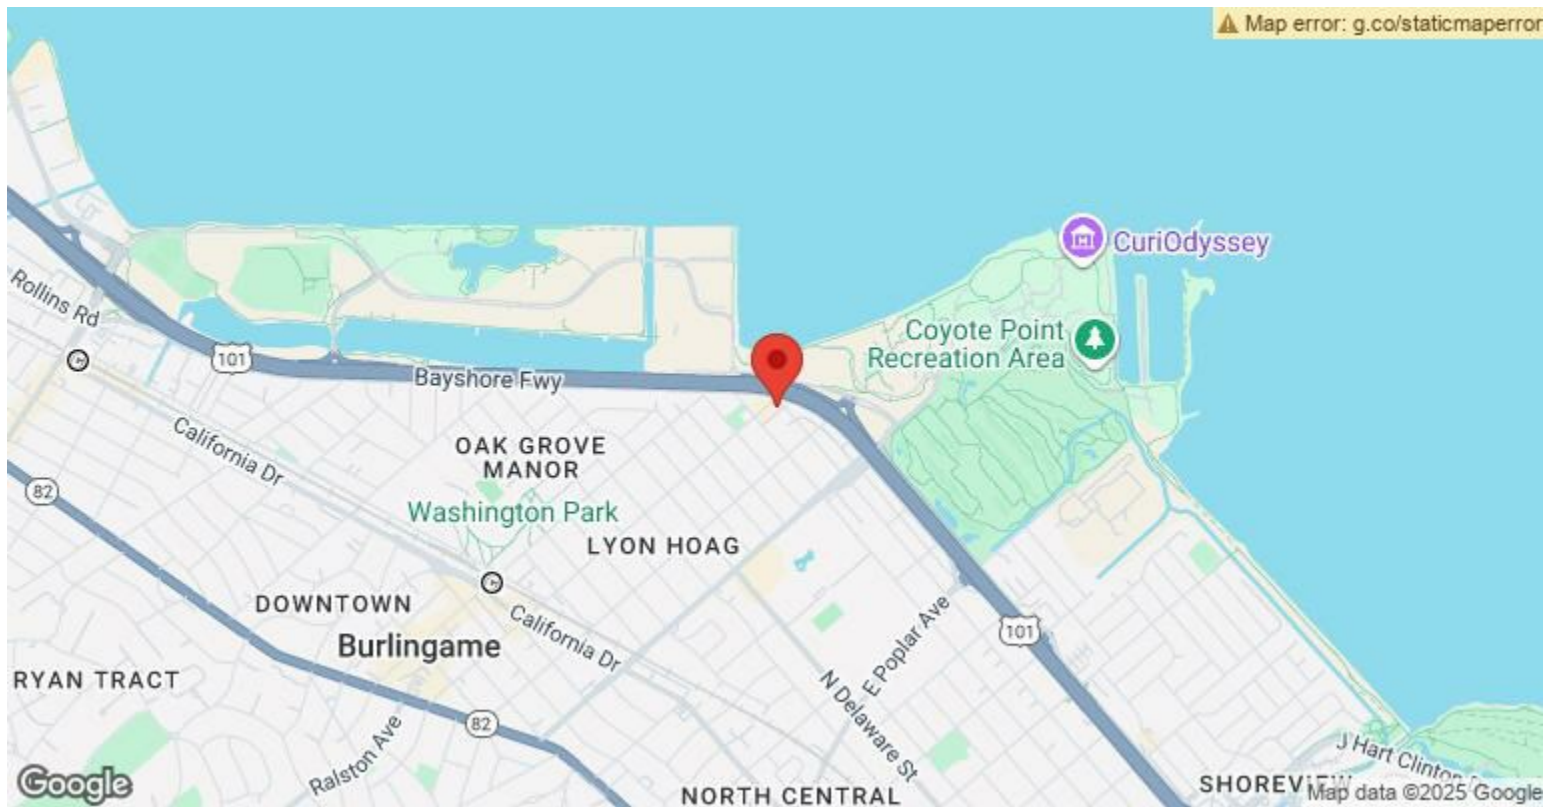 Map error: g.co/staticmaperror
CuriOdyssey
Rollins Rd
Coyote Point
Recreation Area
101
Bayshore Fwy
California Dr
OAK GROVE
MANOR
82
Washington Park
LYON HOAG
DOWNTOWN
California Dr
E Poplar Ave
101
Burlingame
RYAN TRACT
N Delaware St
82
Ralston Ave
J Hart Clinton
Google
NORTH CENTRAL
SHOREVIEW
Map data ©2025 Google